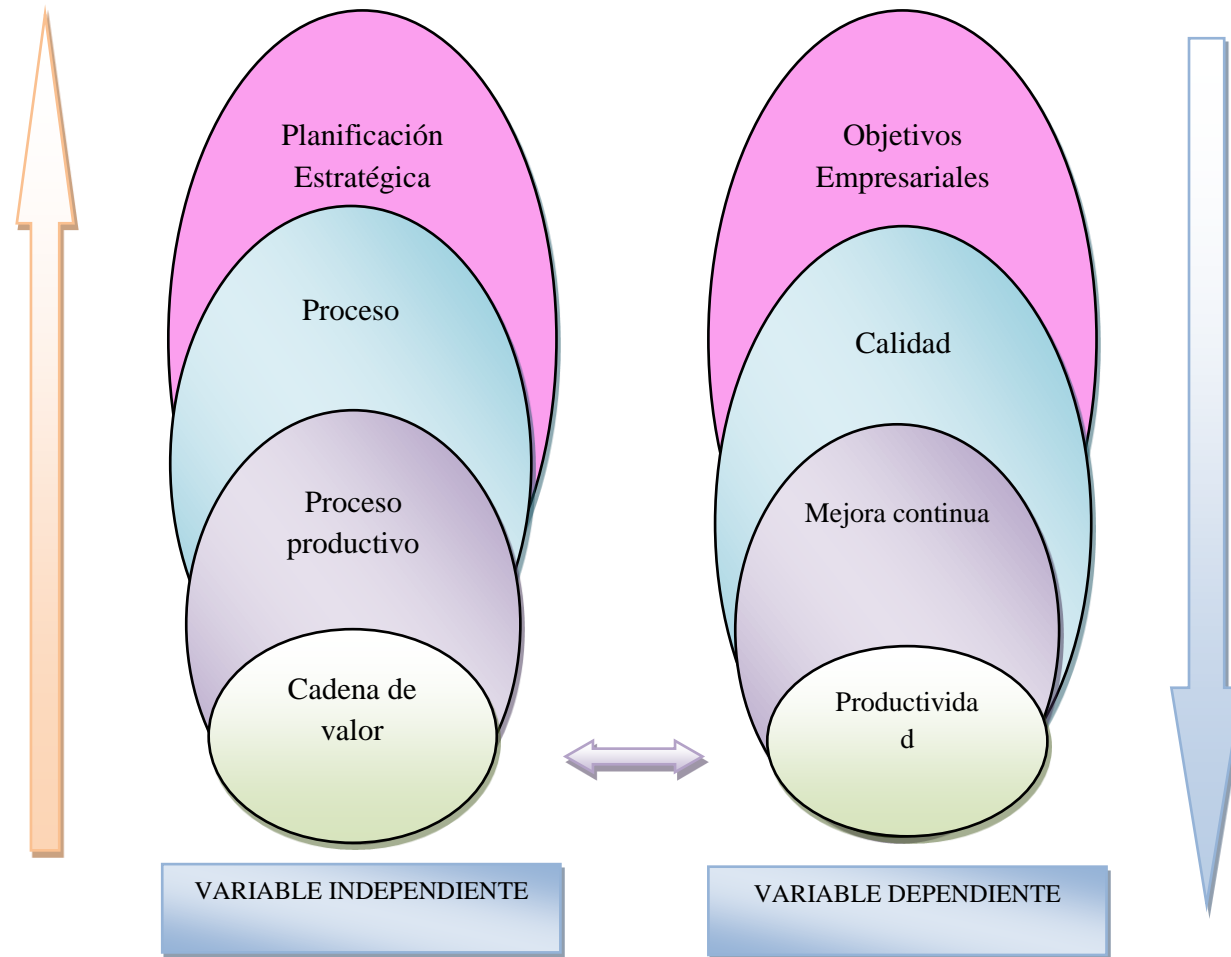 Planificación
Estratégica
Proceso
Proceso
productivo
Cadena de
valor
VARIABLE INDEPENDIENTE
Objetivos
Empresariales
Calidad
Mejora continua
Productivida
d
VARIABLE DEPENDIENTE